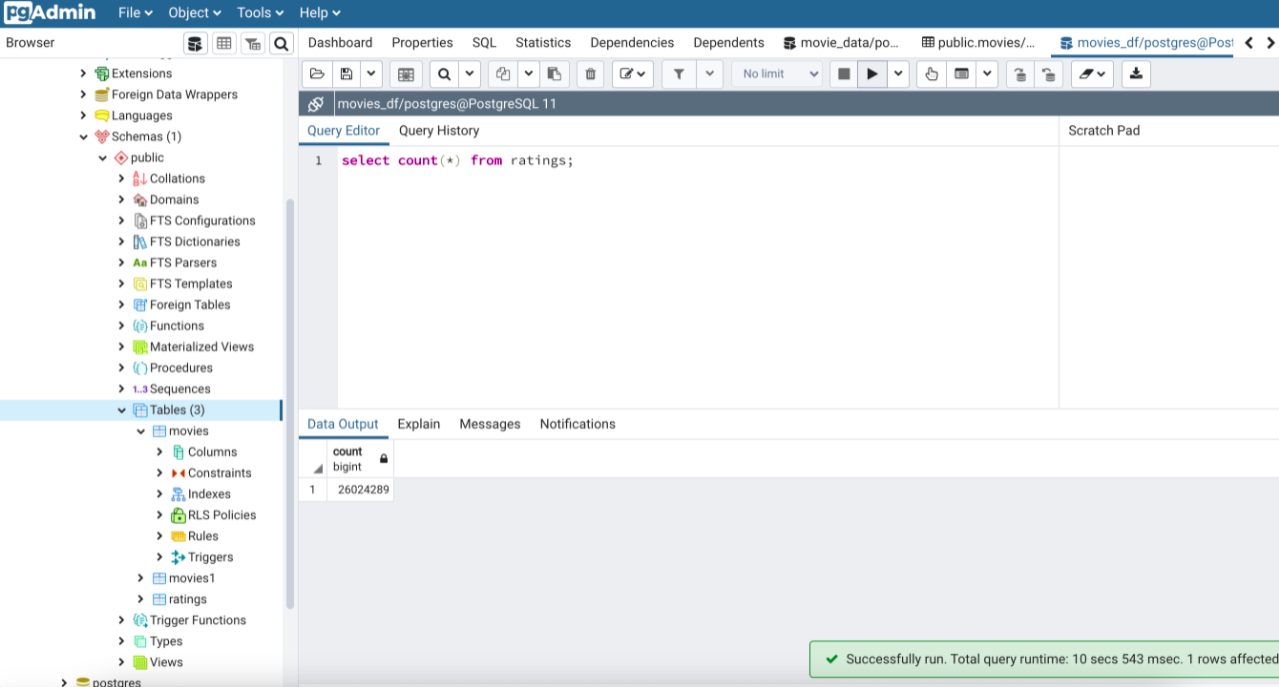 pgAdmin File Object Tools Help
Browser
Dashboard Properties SQL Statistics Dependencies Dependents movie_data/po... public.movies/... movies_df/postgres@Post
Extensions
Foreign Data Wrappers
Languages
Schemas (1)
public
Collations
Domains
FTS Configurations
FTS Dictionaries
Aa FTS Parsers
FTS Templates
Foreign Tables
Functions
Materialized Views
Procedures
1..3 Sequences
Tables (3)
movies
Columns
Constraints
Indexes
RLS Policies
Rules
Triggers
movies1
ratings
Trigger Functions
Types
Views
postgres
No limit
movies_df/postgres@PostgreSQL 11
Query Editor Query History
Scratch Pad
1 select count(*) from ratings;
Data Output Explain Messages Notifications
count
bigint
1 26024289
Successfully run. Total query runtime: 10 secs 543 msec. 1 rows affected